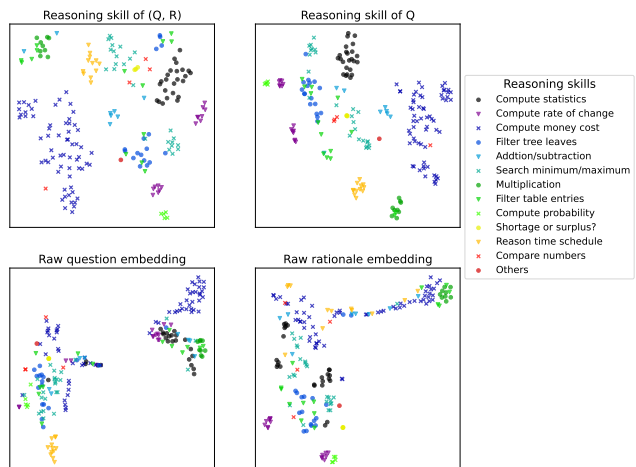 Reasoning skill of (Q, R)
Reasoning skill of Q
Reasoning skills
Compute statistics
Compute rate of change
Compute money cost
Filter tree leaves
Addtion/subtraction
Search minimum/maximum
Multiplication
Filter table entries
Compute probability
Shortage or surplus?
Reason time schedule
Compare numbers
Others
Raw question embedding
Raw rationale embedding